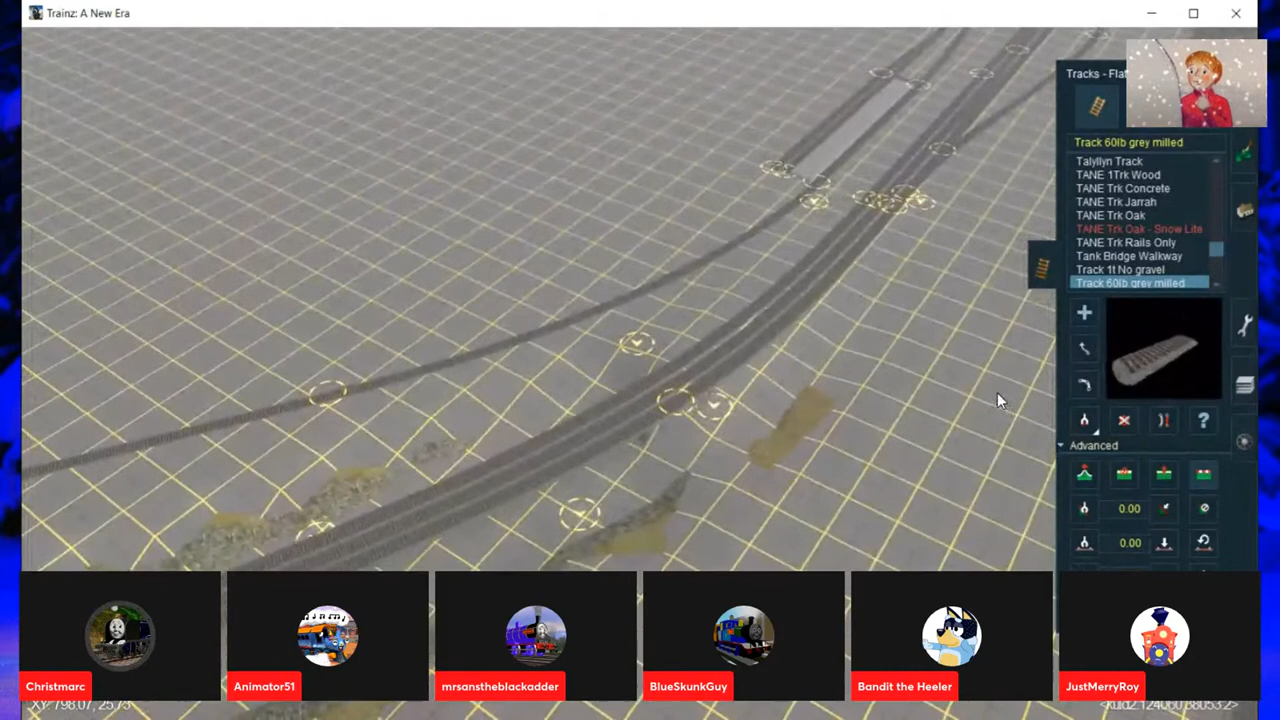 Trainz: A New Era
Tracks - Fla
Track 60lb grey milled
Talyllyn Track
TANE 1Trk Wood
TANE Trk Concrete
TANE Trk Jarrah
TANE Trk Oak
TANE Trk Oak - Snow Lite
TANE Trk Rails Only
Tank Bridge Walkway
Track 1t No gravel
Track 60lb grey milled
Advanced
0.00
0.00
Christmarc
Animator51
mrsanstheblackadder
BlueSkunkGuy
Bandit the Heeler
JustMerryRoy